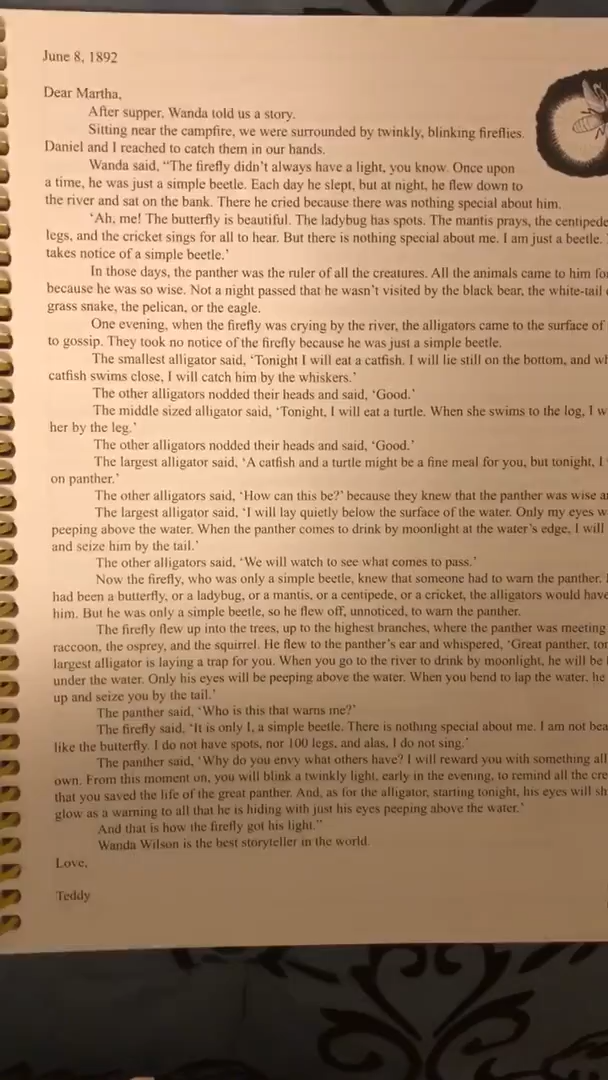 June 8, 1892
Dear Martha,
After supper, Wanda told us a story.
Sitting near the campfire, we were surrounded by twinkly, blinking fireflies.
Daniel and I reached to catch them in our hands.
Wanda said, “The firefly didn’t always have a light, you know. Once upon
a time, he was just a simple beetle. Each day he slept, but at night, he flew down to
the river and sat on the bank. There he cried because there was nothing special about him.
‘Ah, me! The butterfly is beautiful. The ladybug has spots. The mantis prays, the centipede
legs, and the cricket sings for all to hear. But there is nothing special about me. I am just a beetle.
takes notice of a simple beetle.’
In those days, the panther was the ruler of all the creatures. All the animals came to him
because he was so wise. Not a night passed that he wasn’t visited by the black bear, the white-tail
grass snake, the pelican, or the eagle.
One evening, when the firefly was crying by the river, the alligators came to the surface of
to gossip. They took no notice of the firefly because he was just a simple beetle.
The smallest alligator said, ‘Tonight I will eat a catfish. I will lie still on the bottom, and
catfish swims close, I will catch him by the whiskers.’
The other alligators nodded their heads and said, ‘Good.’
The middle sized alligator said, ‘Tonight, I will eat a turtle. When she swims to the log, I
her by the leg.’
The other alligators nodded their heads and said, ‘Good.’
The largest alligator said, ‘A catfish and a turtle might be a fine meal for you, but tonight, I
on panther.’
The other alligators said, ‘How can this be?’ because they knew that the panther was wise
The largest alligator said, ‘I will lay quietly below the surface of the water. Only my eyes
peeping above the water. When the panther comes to drink by moonlight at the water’s edge, I will
and seize him by the tail.’
The other alligators said, ‘We will watch to see what comes to pass.’
Now the firefly, who was only a simple beetle, knew that someone had to warn the panther.
had been a butterfly, or a ladybug, or a mantis, or a centipede, or a cricket, the alligators would have
him. But he was only a simple beetle, so he flew off, unnoticed, to warn the panther.
The firefly flew up into the trees, up to the highest branches, where the panther was meeting
raccoon, the osprey, and the squirrel. He flew to the panther’s ear and whispered, ‘Great panther,
largest alligator is laying a trap for you. When you go to the river to drink by moonlight, he will be
under the water. Only his eyes will be peeping above the water. When you bend to lap the water, he
up and seize you by the tail.’
The panther said, ‘Who is this that warns me?’
The firefly said, ‘It is only I, a simple beetle. There is nothing special about me. I am not
like the butterfly. I do not have spots, nor 100 legs, and alas, I do not sing.’
The panther said, ‘Why do you envy what others have? I will reward you with something all
own. From this moment on, you will blink a twinkly light, early in the evening, to remind all the
that you saved the life of the great panther. And, as for the alligator, starting tonight, his eyes will
glow as a warning to all that he is hiding with just his eyes peeping above the water.’
And that is how the firefly got his light.”
Wanda Wilson is the best storyteller in the world.
Love,
Teddy